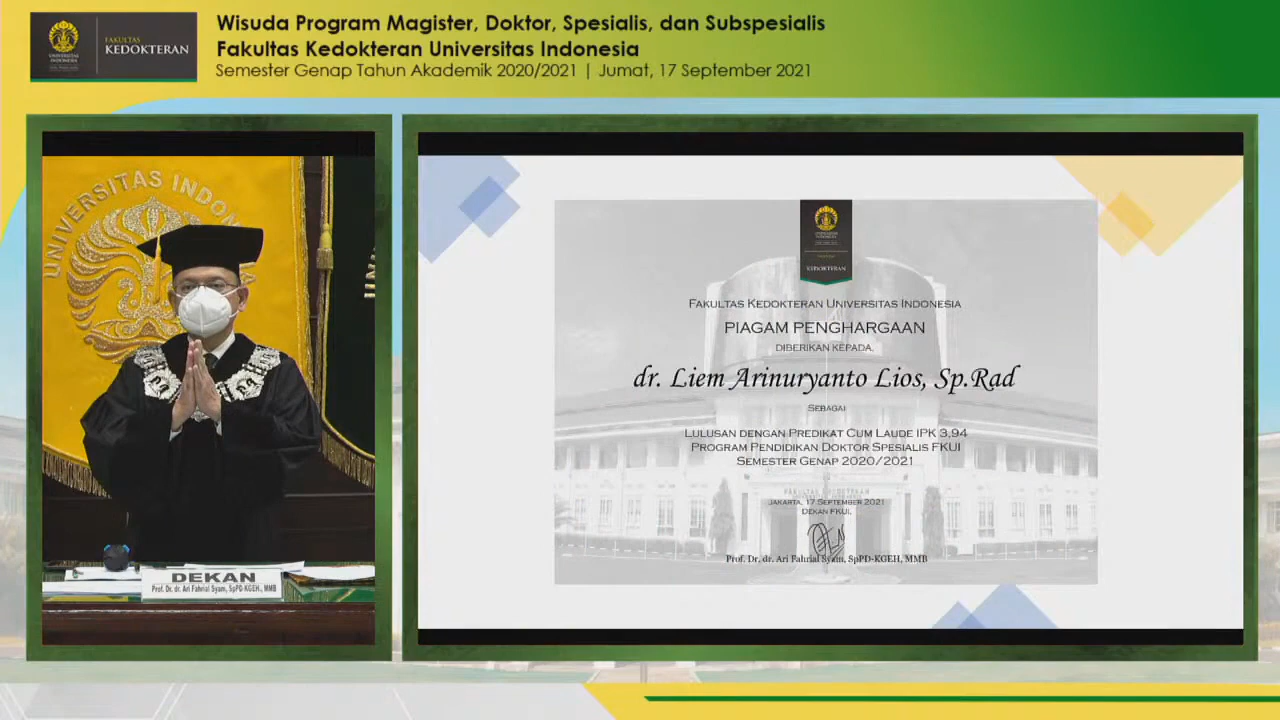 Wisuda Program Magister, Doktor, Spesialis, dan Subspesialis
Fakultas Kedokteran Universitas Indonesia
Semester Genap Tahun Akademik 2020/2021 | Jumat, 17 September 2021
UNIVERSITAS
INDONESIA
FAKULTAS
KEDOKTERAN
UNIVERSITAS INDONE
DEKAN
Prof. Dr. dr. Ari Fahrial Syam, SpPD-KGEH., MMB
KEDOKTERAN
FAKULTAS KEDOKTERAN UNIVERSITAS INDONESIA
PIAGAM PENGHARGAAN
DIBERIKAN KEPADA,
dr. Liem Arinuryanto Lios, Sp.Rad
SEBAGAI
LULUSAN DENGAN PREDIKAT CUM LAUDE IPK 3,94
PROGRAM PENDIDIKAN DOKTOR SPESIALIS FKUI
SEMESTER GENAP 2020/2021
FAKULTAS KEDOKTERAN
JAKARTA, 17 SEPTEMBER 2021
DEKAN FKUI,
Prof. Dr. dr. Ari Fahrial Syam, SpPD-KGEH, MMB